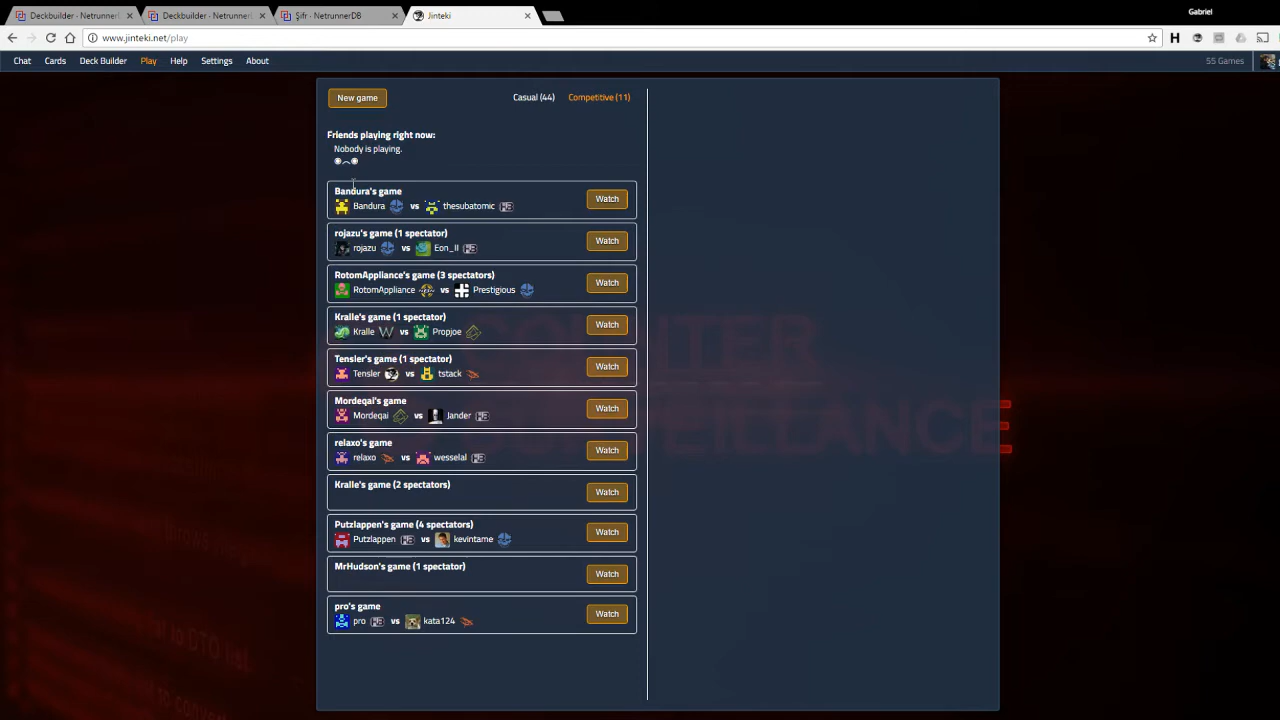 Deckbuilder · NetrunnerD
Deckbuilder · NetrunnerD
Şifr · NetrunnerDB
Jinteki
Gabriel
www.jinteki.net/play
H
Chat Cards Deck Builder Play Help Settings About
55 Games
New game
Casual (44)
Competitive (11)
Friends playing right now:
Nobody is playing.
Bandura's game
Bandura vs thesubatomic
Watch
rojazu's game (1 spectator)
rojazu vs Eon_II
Watch
RotomAppliance's game (3 spectators)
RotomAppliance vs Prestigious
Watch
Kralle's game (1 spectator)
Kralle vs Propjoe
Watch
Tensler's game (1 spectator)
Tensler vs tstack
Watch
Mordeqai's game
Mordeqai vs Jander
Watch
relaxo's game
relaxo vs wesselal
Watch
Kralle's game (2 spectators)
Watch
Putzlappen's game (4 spectators)
Putzlappen vs kevintame
Watch
MrHudson's game (1 spectator)
Watch
pro's game
pro vs kata124
Watch